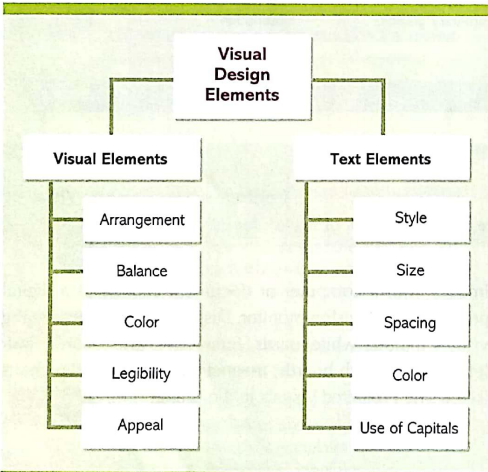 Visual
Design
Elements
Visual Elements
Arrangement
Balance
Color
Legibility
Appeal
Text Elements
Style
Size
Spacing
Color
Use of Capitals